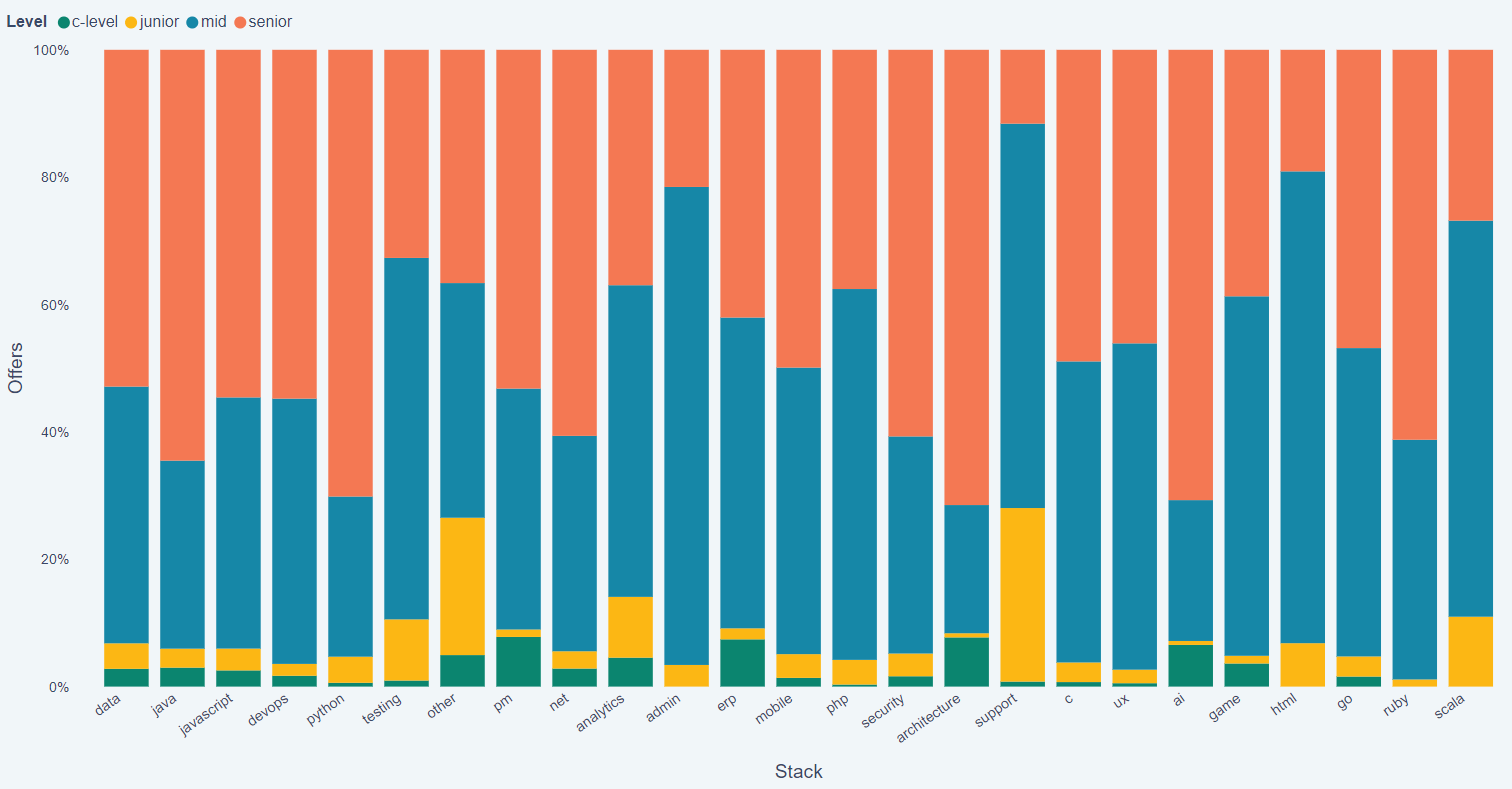 Level c-level junior mid senior
100%
80%
60%
40%
20%
0%
Offers
data java javascript devops python testing other pm net analytics admin erp mobile php security architecture support c ux ai game html go ruby scala
Stack